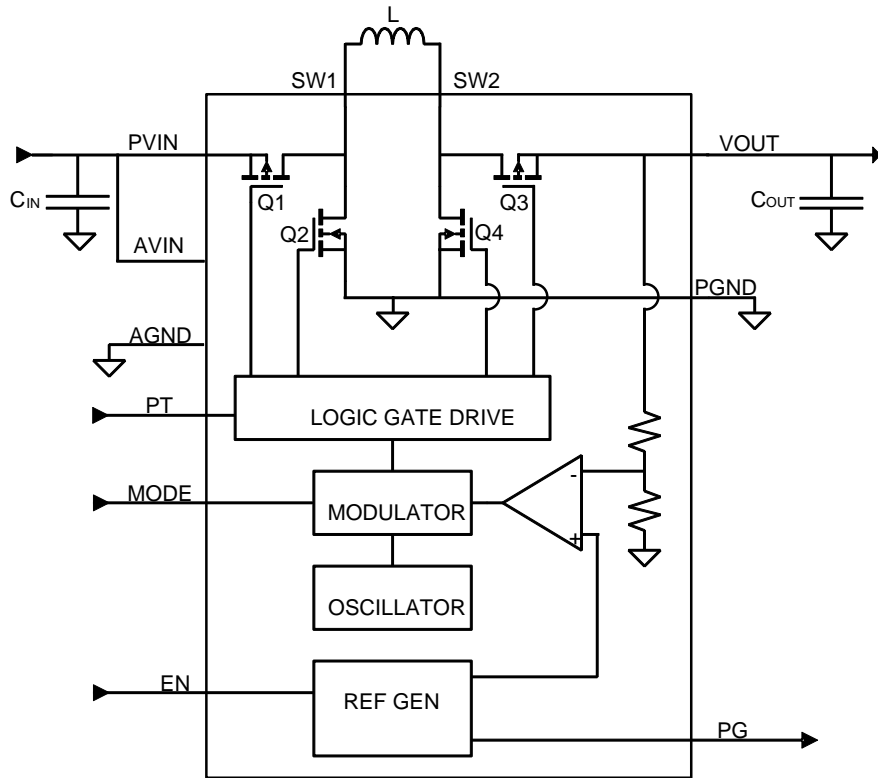 L
SW1
SW2
PVIN
VOUT
CIN
Q1
Q3
COUT
Q2
Q4
AVIN
PGND
AGND
PT
LOGIC GATE DRIVE
-
MODE
MODULATOR
+
OSCILLATOR
EN
REF GEN
PG